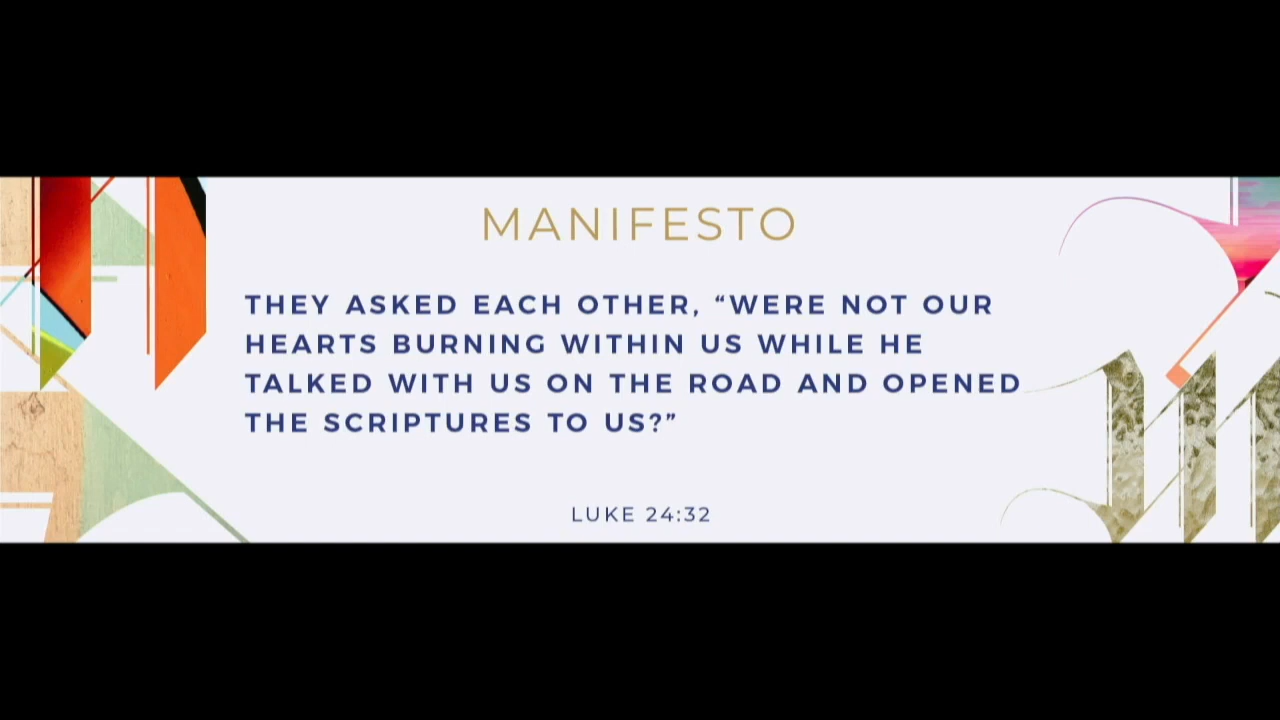 MANIFESTO
THEY ASKED EACH OTHER, “WERE NOT OUR
HEARTS BURNING WITHIN US WHILE HE
TALKED WITH US ON THE ROAD AND OPENED
THE SCRIPTURES TO US?”
LUKE 24:32